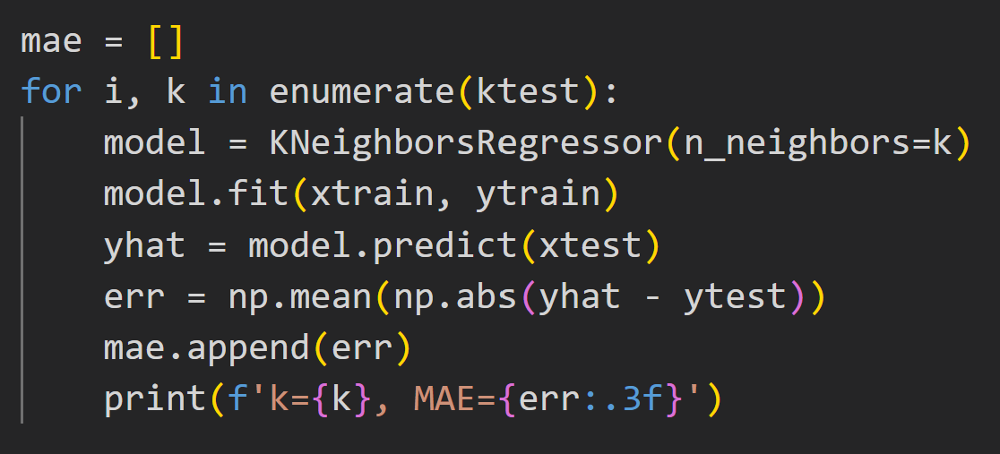 mae = []
for i, k in enumerate(ktest):
    model = KNeighborsRegressor(n_neighbors=k)
    model.fit(xtrain, ytrain)
    yhat = model.predict(xtest)
    err = np.mean(np.abs(yhat - ytest))
    mae.append(err)
    print(f'k={k}, MAE={err:.3f}')